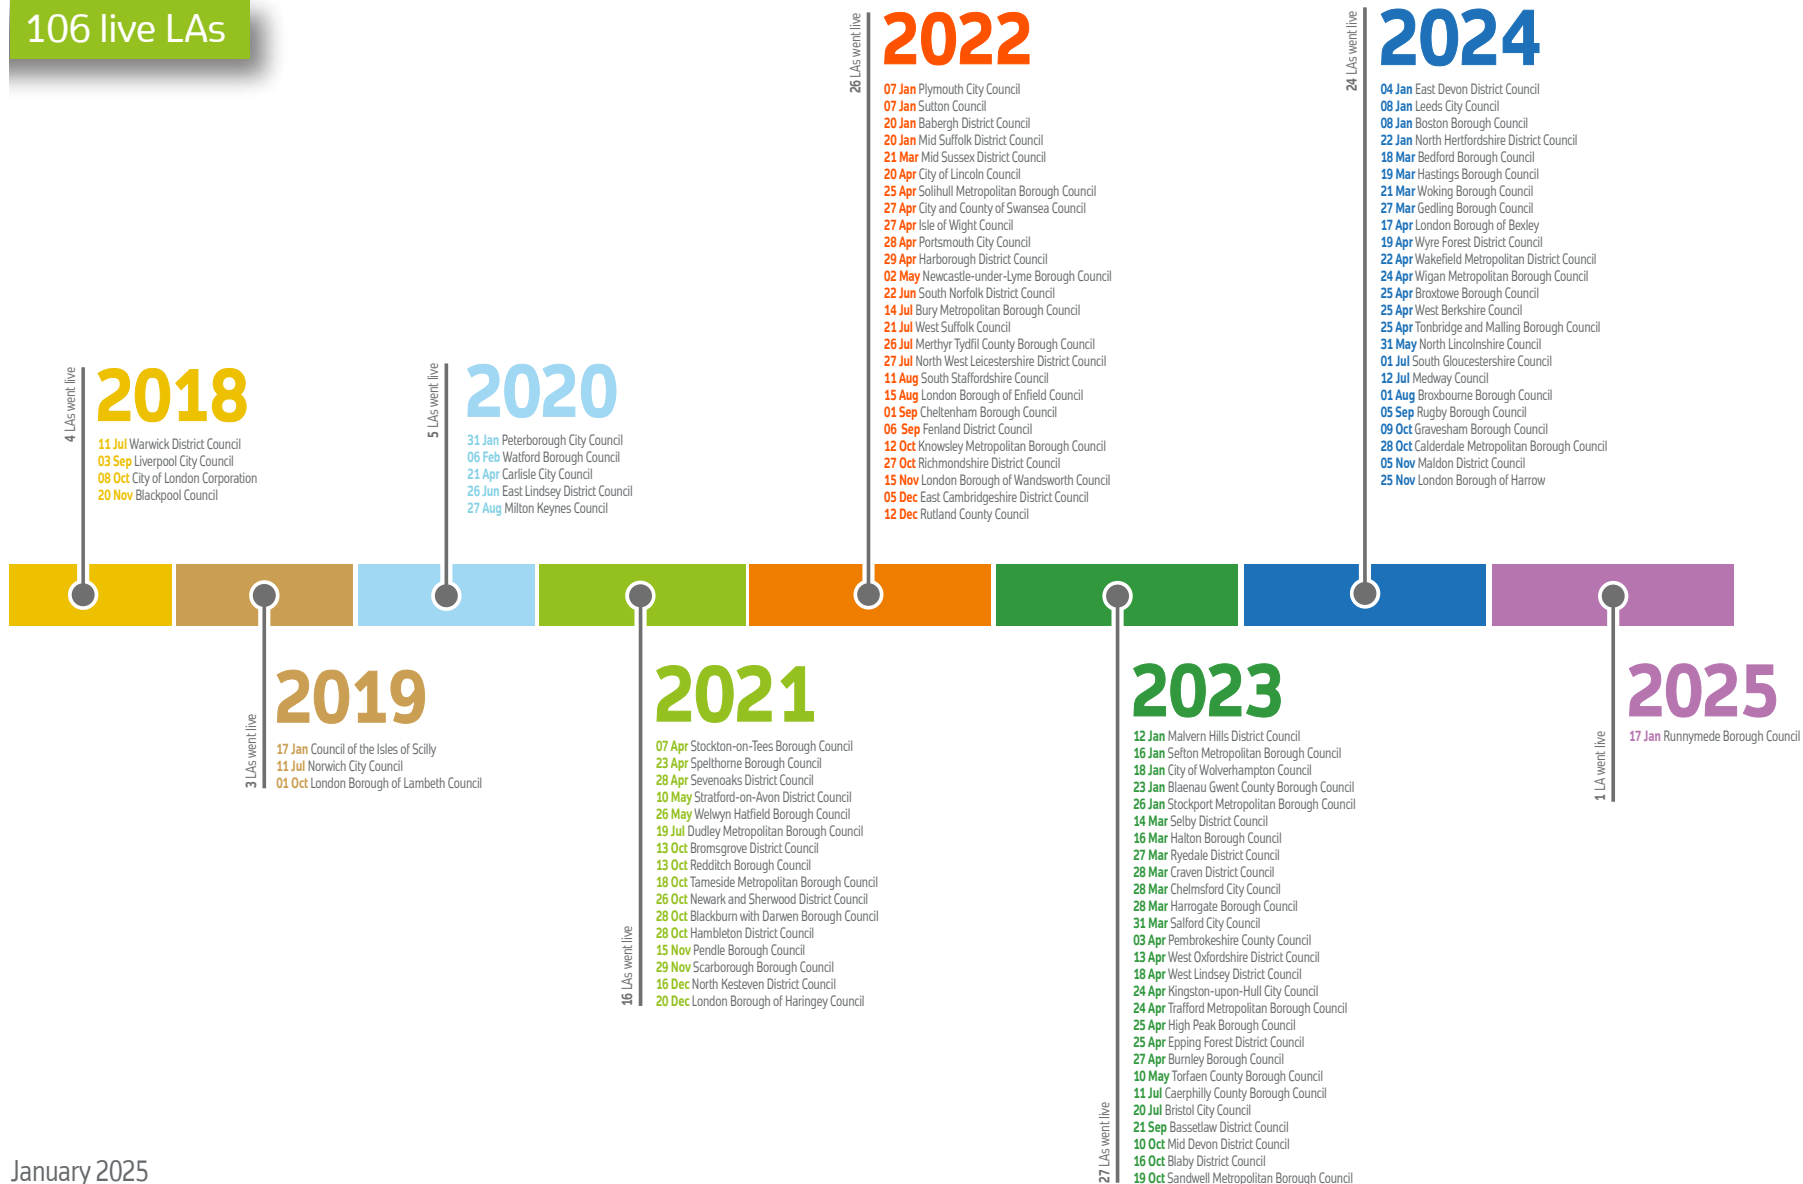 106 live LAs
4 LAs went live
2018
11 Jul Warwick District Council
03 Sep Liverpool City Council
08 Oct City of London Corporation
20 Nov Blackpool Council
3 LAs went live
2019
17 Jan Council of the Isles of Scilly
11 Jul Norwich City Council
01 Oct London Borough of Lambeth Council
5 LAs went live
2020
31 Jan Peterborough City Council
06 Feb Watford Borough Council
21 Apr Carlisle City Council
26 Jun East Lindsey District Council
27 Aug Milton Keynes Council
16 LAs went live
2021
07 Apr Stockton-on-Tees Borough Council
23 Apr Spelthorne Borough Council
28 Apr Sevenoaks District Council
10 May Stratford-on-Avon District Council
26 May Welwyn Hatfield Borough Council
19 Jul Dudley Metropolitan Borough Council
13 Oct Bromsgrove District Council
13 Oct Redditch Borough Council
18 Oct Tameside Metropolitan Borough Council
26 Oct Newark and Sherwood District Council
28 Oct Blackburn with Darwen Borough Council
28 Oct Hambleton District Council
15 Nov Pendle Borough Council
29 Nov Scarborough Borough Council
16 Dec North Kesteven District Council
20 Dec London Borough of Haringey Council
26 LAs went live
2022
07 Jan Plymouth City Council
07 Jan Sutton Council
20 Jan Babergh District Council
20 Jan Mid Suffolk District Council
21 Mar Mid Sussex District Council
20 Apr City of Lincoln Council
25 Apr Solihull Metropolitan Borough Council
27 Apr City and County of Swansea Council
27 Apr Isle of Wight Council
28 Apr Portsmouth City Council
29 Apr Harborough District Council
02 May Newcastle-under-Lyme Borough Council
22 Jun South Norfolk District Council
14 Jul Bury Metropolitan Borough Council
21 Jul West Suffolk Council
26 Jul Merthyr Tydfil County Borough Council
27 Jul North West Leicestershire District Council
11 Aug South Staffordshire Council
15 Aug London Borough of Enfield Council
01 Sep Cheltenham Borough Council
06 Sep Fenland District Council
12 Oct Knowsley Metropolitan Borough Council
27 Oct Richmondshire District Council
15 Nov London Borough of Wandsworth Council
05 Dec East Cambridgeshire District Council
12 Dec Rutland County Council
27 LAs went live
2023
12 Jan Malvern Hills District Council
16 Jan Sefton Metropolitan Borough Council
18 Jan City of Wolverhampton Council
23 Jan Blaenau Gwent County Borough Council
26 Jan Stockport Metropolitan Borough Council
14 Mar Selby District Council
16 Mar Halton Borough Council
27 Mar Ryedale District Council
28 Mar Craven District Council
28 Mar Chelmsford City Council
28 Mar Harrogate Borough Council
31 Mar Salford City Council
03 Apr Pembrokeshire County Council
13 Apr West Oxfordshire District Council
18 Apr West Lindsey District Council
24 Apr Kingston-upon-Hull City Council
24 Apr Trafford Metropolitan Borough Council
25 Apr High Peak Borough Council
25 Apr Epping Forest District Council
27 Apr Burnley Borough Council
10 May Torfaen County Borough Council
11 Jul Caerphilly County Borough Council
20 Jul Bristol City Council
21 Sep Bassetlaw District Council
10 Oct Mid Devon District Council
16 Oct Blaby District Council
19 Oct Sandwell Metropolitan Borough Council
24 LAs went live
2024
04 Jan East Devon District Council
08 Jan Leeds City Council
08 Jan Boston Borough Council
22 Jan North Hertfordshire District Council
18 Mar Bedford Borough Council
19 Mar Hastings Borough Council
21 Mar Woking Borough Council
27 Mar Gedling Borough Council
17 Apr London Borough of Bexley
19 Apr Wyre Forest District Council
22 Apr Wakefield Metropolitan District Council
24 Apr Wigan Metropolitan Borough Council
25 Apr Broxtowe Borough Council
25 Apr West Berkshire Council
25 Apr Tonbridge and Malling Borough Council
31 May North Lincolnshire Council
01 Jul South Gloucestershire Council
12 Jul Medway Council
01 Aug Broxbourne Borough Council
05 Sep Rugby Borough Council
09 Oct Gravesham Borough Council
28 Oct Calderdale Metropolitan Borough Council
05 Nov Maldon District Council
25 Nov London Borough of Harrow
1 LA went live
2025
17 Jan Runnymede Borough Council
January 2025